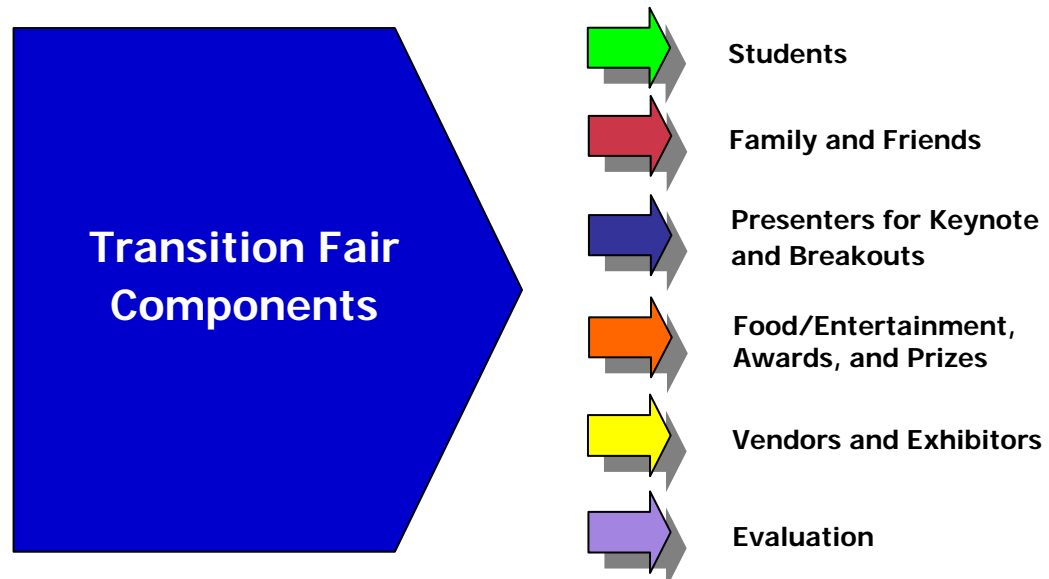 Transition Fair
Components
Students
Family and Friends
Presenters for Keynote
and Breakouts
Food/Entertainment,
Awards, and Prizes
Vendors and Exhibitors
Evaluation